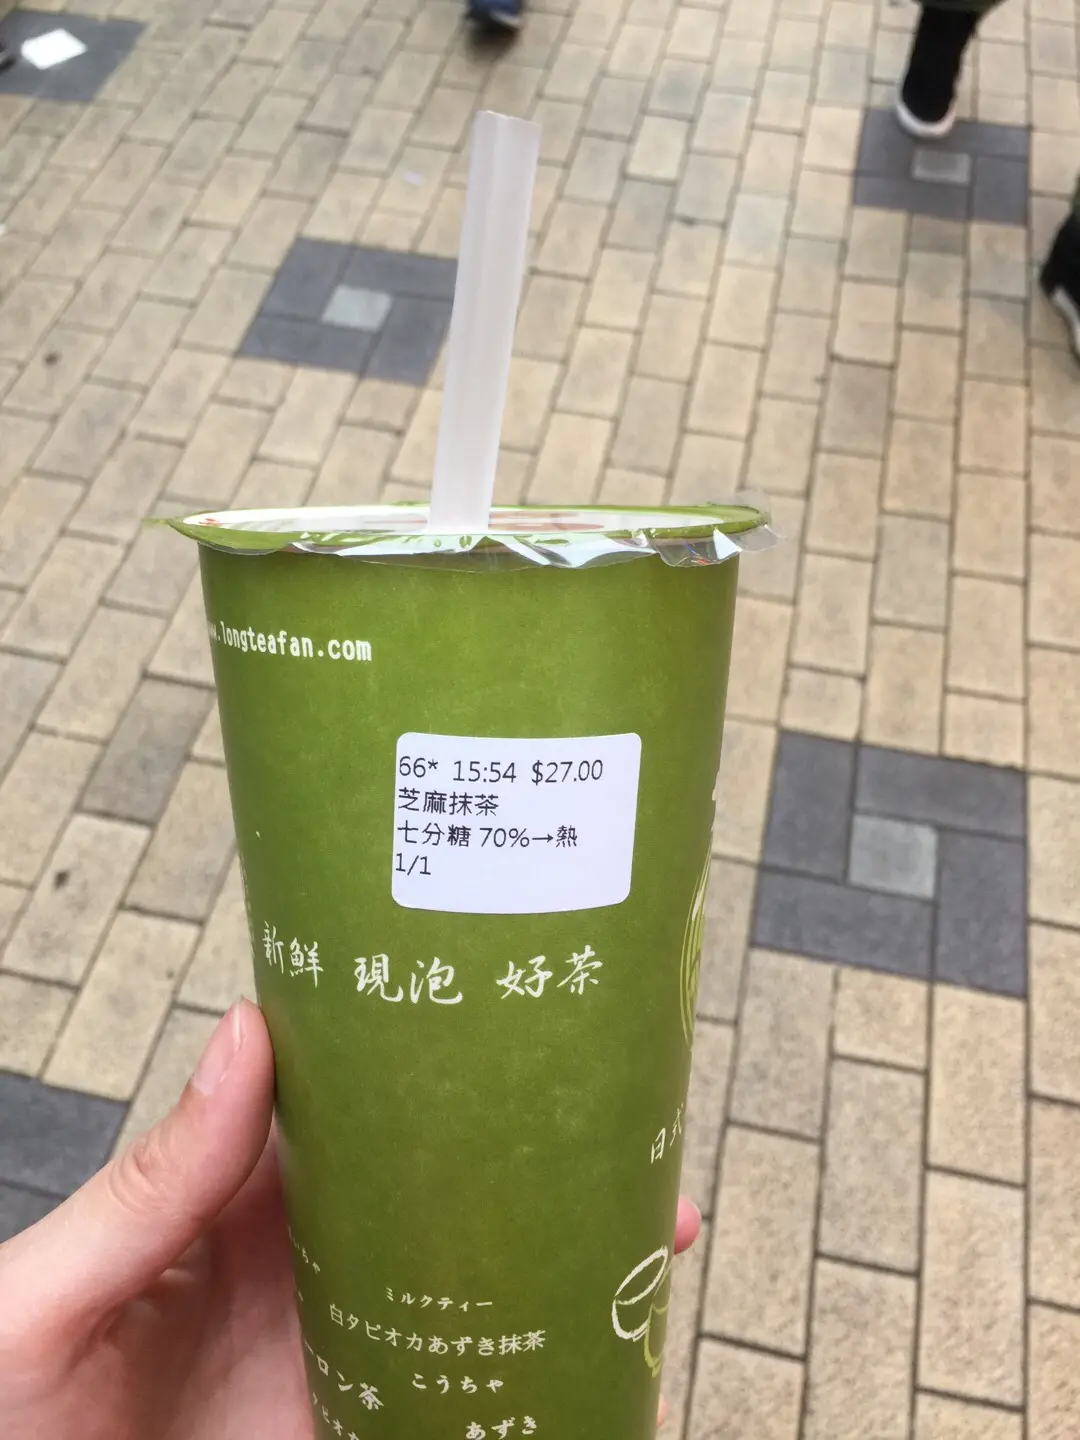 .longteafan.com
66* 15:54 $27.00
芝麻抹茶
七分糖 70%→熱
1/1
新鮮 現泡 好茶
日式
ミルクティー
白タピオカあずき抹茶
ーロン茶
こうちゃ
あずき